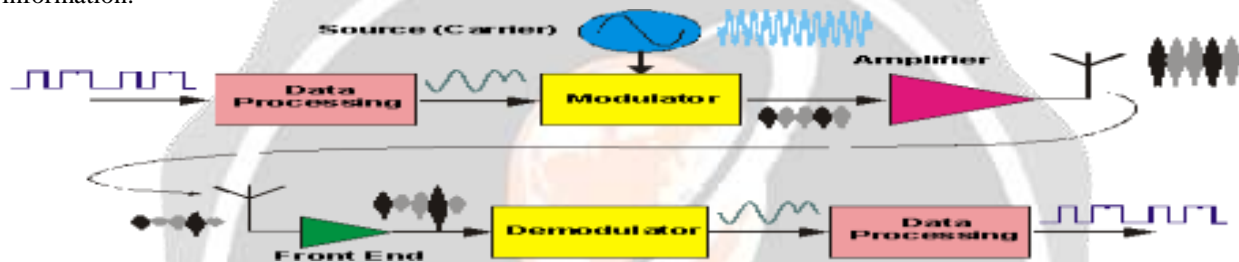 information.
Source (Carrier)
Amplifier
Data
Processing
Modulator
Demodulator
Data
Processing
Front End